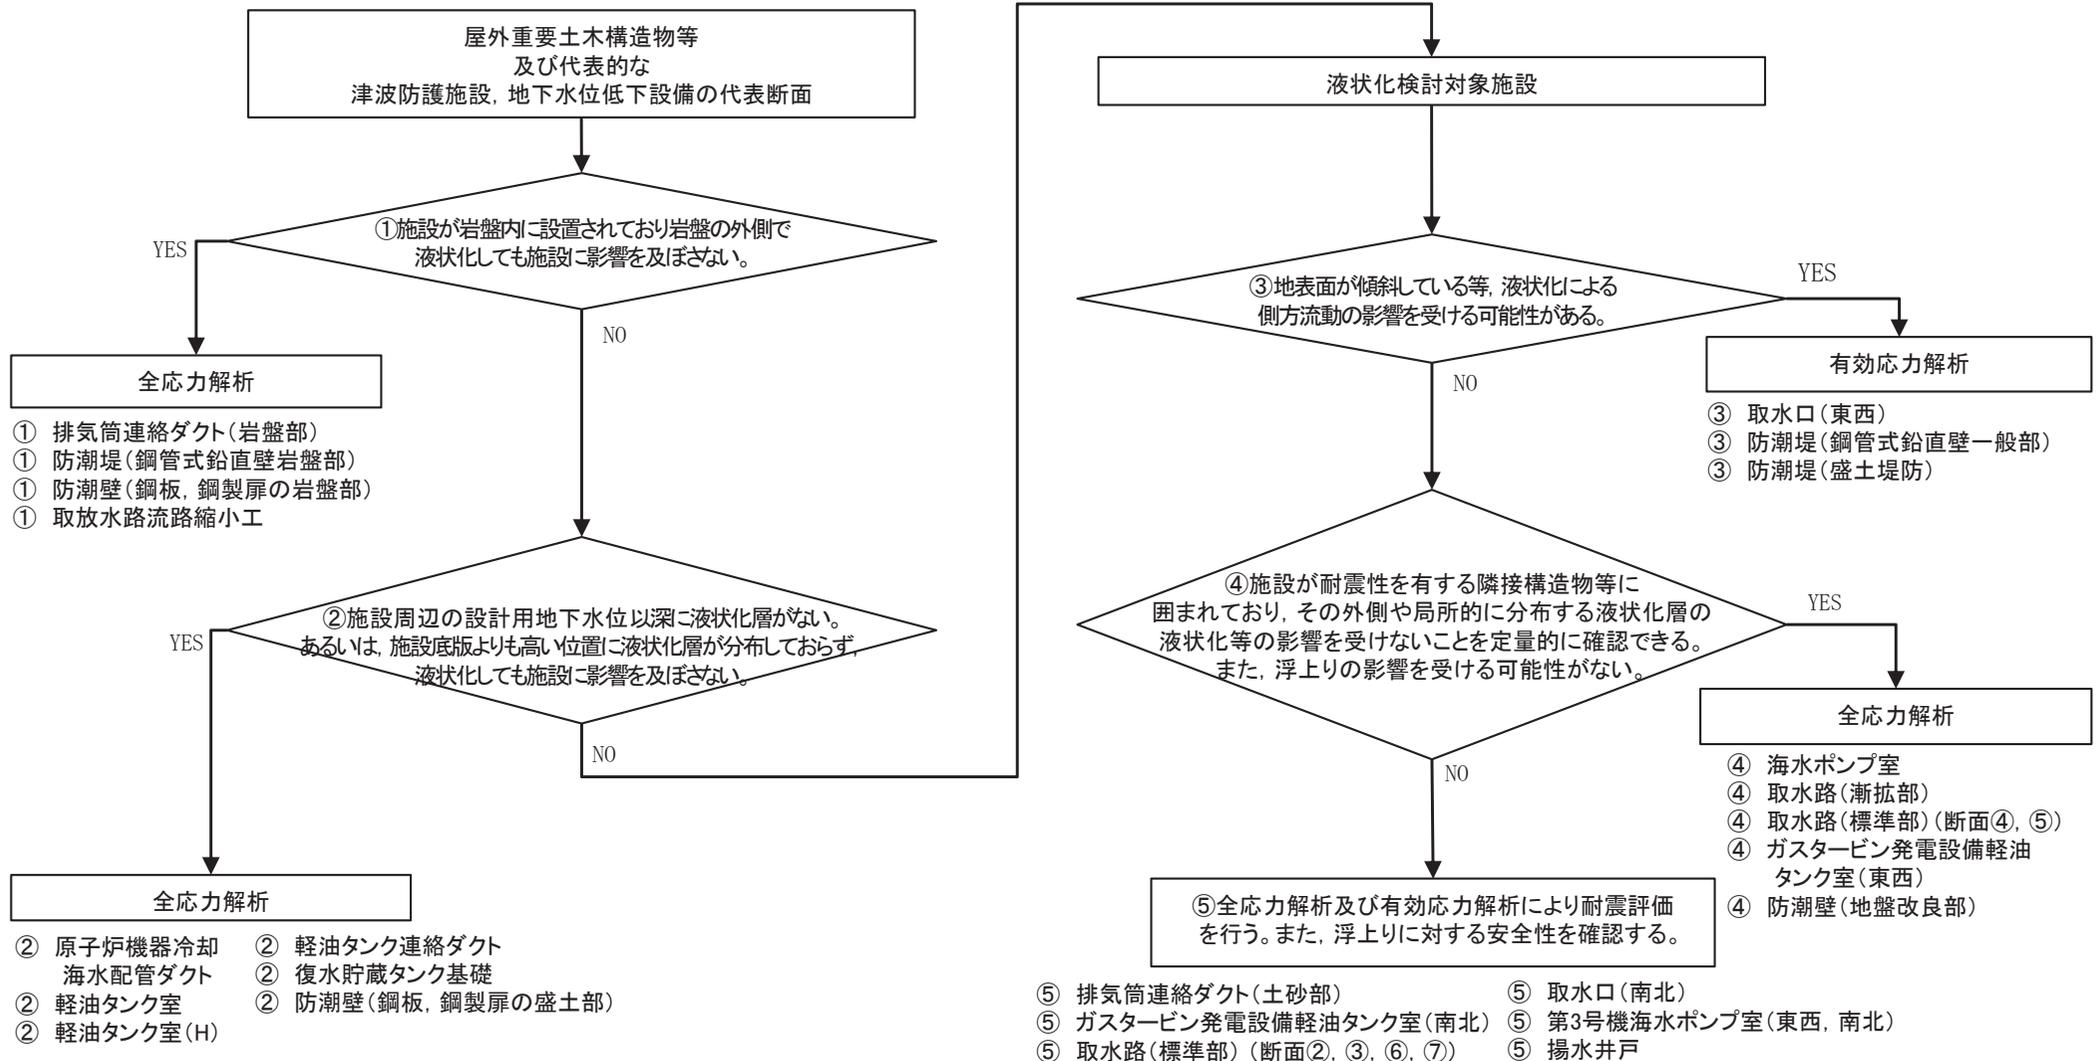 屋外重要土木構造物等
及び代表的な
津波防護施設，地下水位低下設備の代表断面
①施設が岩盤内に設置されており岩盤の外側で
液状化しても施設に影響を及ぼさない。
YES
NO
全応力解析
① 排気筒連絡ダクト（岩盤部）
① 防潮堤（鋼管式鉛直壁岩盤部）
① 防潮壁（鋼板，鋼製扉の岩盤部）
① 取放水路流路縮小工
②施設周辺の設計用地下水位以深に液状化層がない。
あるいは，施設底版よりも高い位置に液状化層が分布しておらず，
液状化しても施設に影響を及ぼさない。
YES
NO
全応力解析
② 原子炉機器冷却
海水配管ダクト
② 軽油タンク室
② 軽油タンク室（H）
② 軽油タンク連絡ダクト
② 復水貯蔵タンク基礎
② 防潮壁（鋼板，鋼製扉の盛土部）
液状化検討対象施設
③地表面が傾斜している等，液状化による
側方流動の影響を受ける可能性がある。
YES
NO
有効応力解析
③ 取水口（東西）
③ 防潮堤（鋼管式鉛直壁一般部）
③ 防潮堤（盛土堤防）
④施設が耐震性を有する隣接構造物等に
囲まれており，その外側や局所的に分布する液状化層の
液状化等の影響を受けないことを定量的に確認できる。
また，浮上りの影響を受ける可能性がない。
YES
NO
全応力解析
④ 海水ポンプ室
④ 取水路（漸拡部）
④ 取水路（標準部）（断面④，⑤）
④ ガスタービン発電設備軽油
タンク室（東西）
④ 防潮壁（地盤改良部）
⑤全応力解析及び有効応力解析により耐震評価
を行う。また，浮上りに対する安全性を確認する。
⑤ 排気筒連絡ダクト（土砂部）
⑤ ガスタービン発電設備軽油タンク室（南北）
⑤ 取水路（標準部）（断面②，③，⑥，⑦）
⑤ 取水口（南北）
⑤ 第3号機海水ポンプ室（東西，南北）
⑤ 揚水井戸